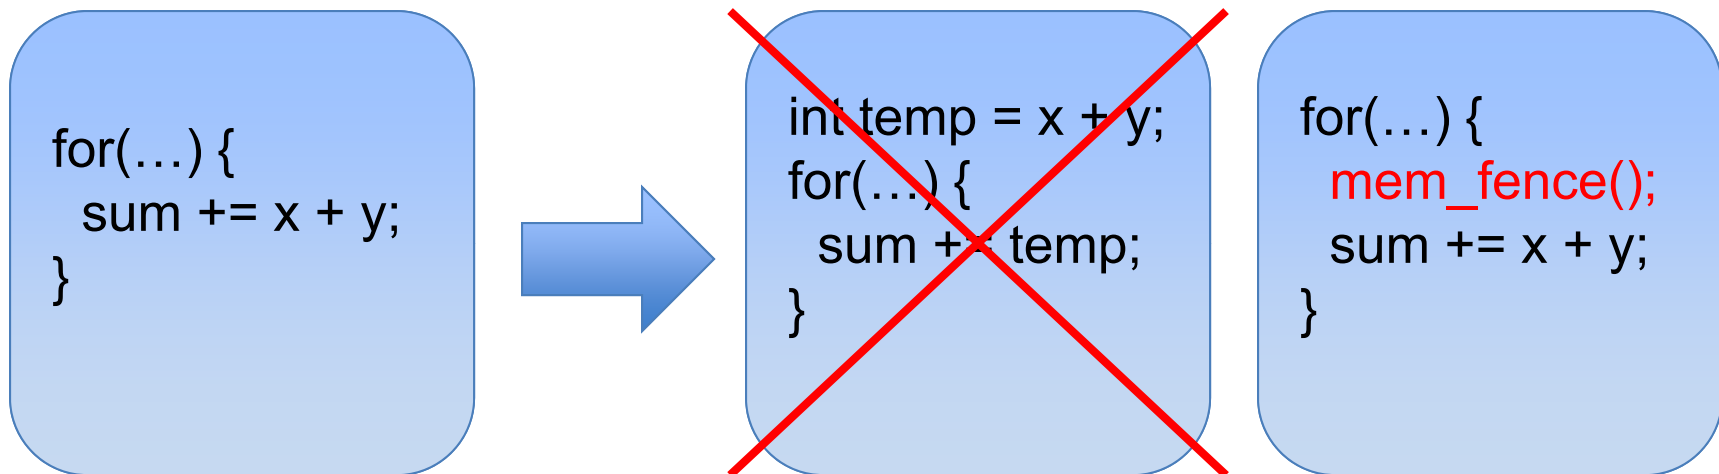 for(…) {
sum += x + y;
}
int temp = x + y;
for(…) {
sum += temp;
}
for(…) {
mem_fence();
sum += x + y;
}